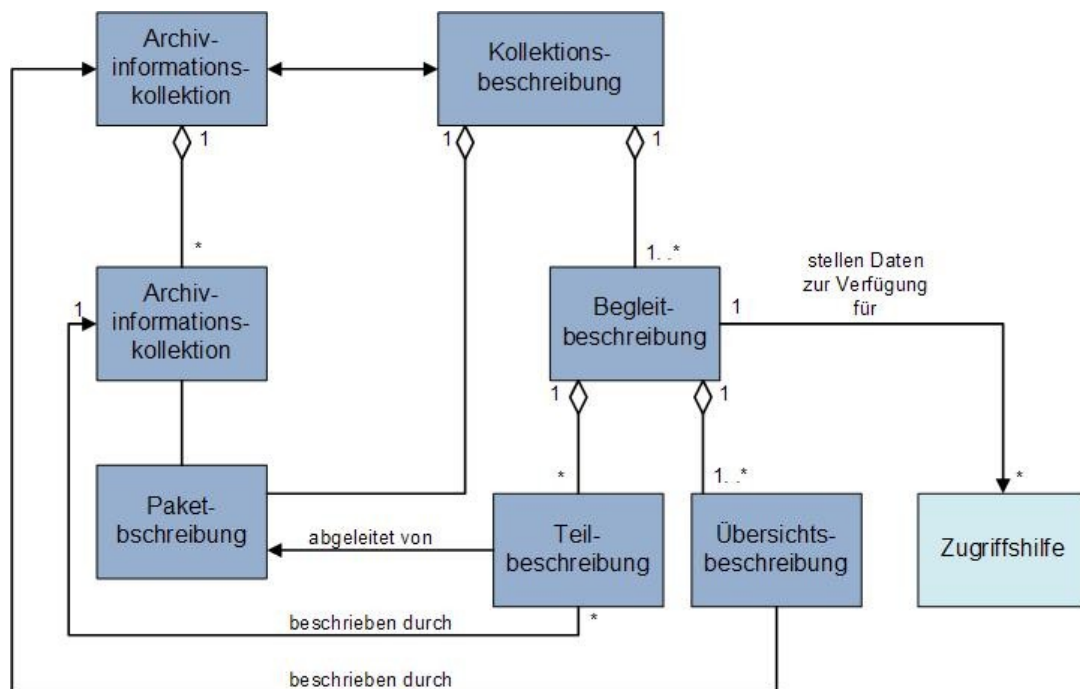 Archiv-
informations-
kollektion
Kollektions-
beschreibung
1
1
1
*
1. .*
stellen Daten
zur Verfügung
für
1
Archiv-
informations-
kollektion
Begleit-
beschreibung
1
1
1
*
1. .*
*
Paket-
bschreibung
abgeleitet von
Teil-
beschreibung
Übersichts-
beschreibung
Zugriffshilfe
beschrieben durch
*
beschrieben durch